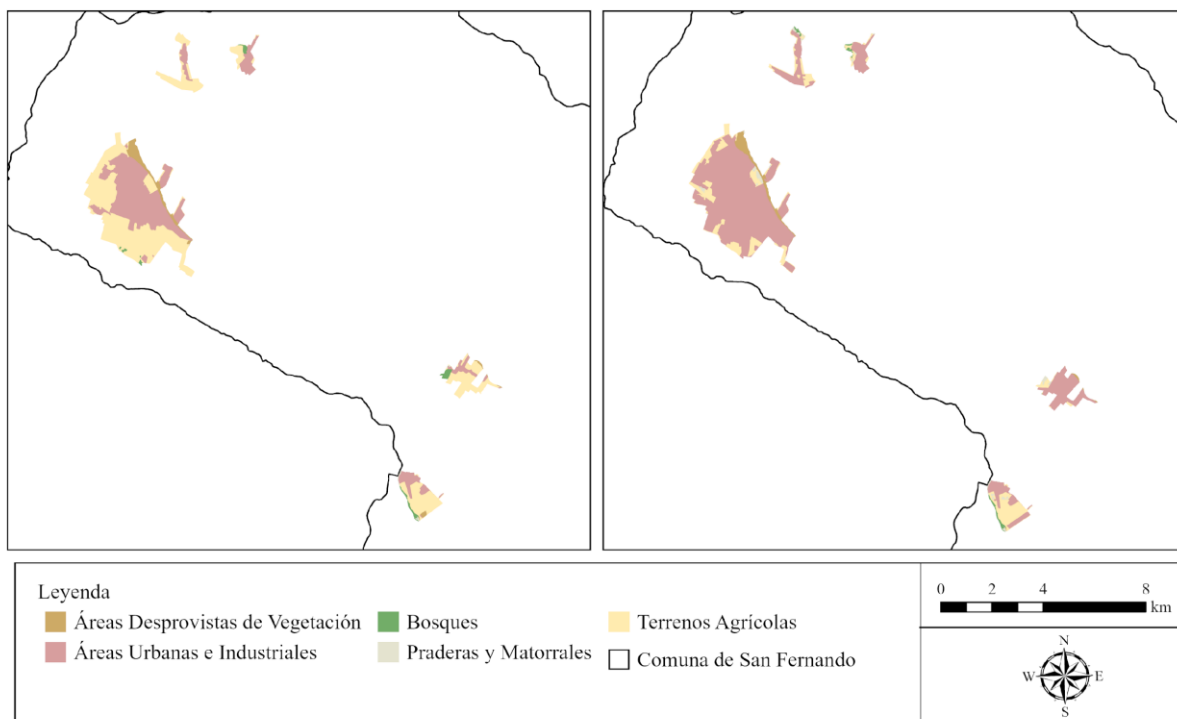 Leyenda
Áreas Desprovistas de Vegetación
Bosques
Terrenos Agrícolas
Áreas Urbanas e Industriales
Praderas y Matorrales
Comuna de San Fernando
0 2 4 8
km
N
W E
S